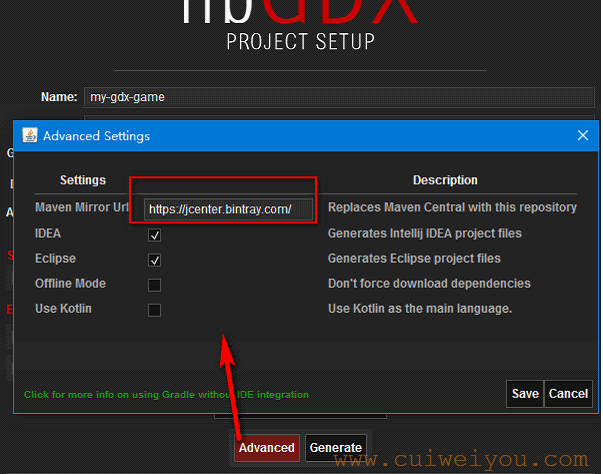 libGDX
PROJECT SETUP
Name: my-gdx-game
Advanced Settings
Settings Description
Maven Mirror Url https://jcenter.bintray.com/ Replaces Maven Central with this repository
IDEA Generates Intellij IDEA project files
Eclipse Generates Eclipse project files
Offline Mode Don't force download dependencies
Use Kotlin Use Kotlin as the main language.
Click for more info on using Gradle without IDE integration
Save Cancel
Advanced Generate
www.cuiweiyou.com